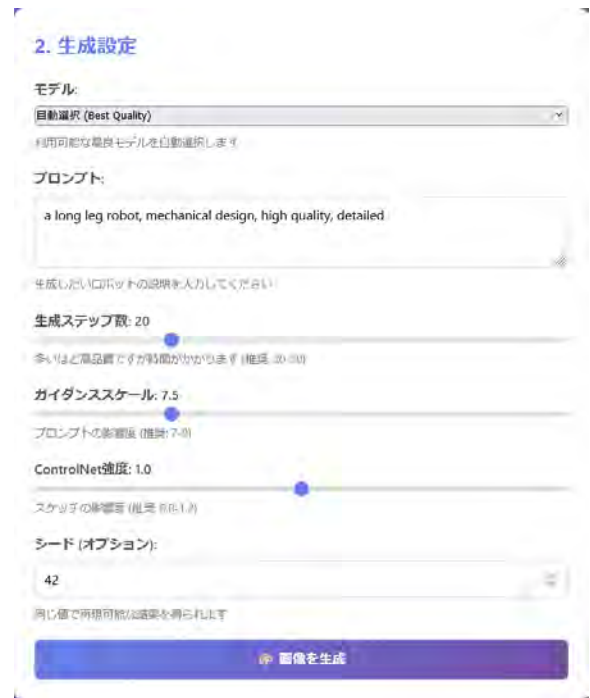 2. 生成設定
モデル:
自動選択 (Best Quality)
利用可能な最良モデルを自動選択します
プロンプト:
a long leg robot, mechanical design, high quality, detailed
生成したいロボットの説明を入力してください
生成ステップ数: 20
多いほど高品質ですが時間がかかります (推奨:
ガイダンススケール: 7.5
プロンプトの影響度 (推奨: 7-9)
ControlNet強度: 1.0
スケッチの影響度 (推奨:
シード (オプション):
42
同じ値で再現可能な結果を得られます
画像を生成